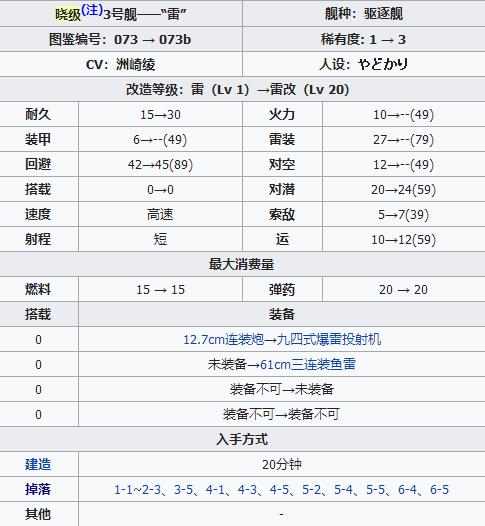 晓级(注)3号舰——“雷” 舰种：驱逐舰
图鉴编号：073 → 073b 稀有度: 1 → 3
CV：洲崎绫 人设：やどかり
改造等级：雷（Lv 1）→雷改（Lv 20）
耐久 15→30 火力 10→--(49)
装甲 6→--(49) 雷装 27→--(79)
回避 42→45(89) 对空 12→--(49)
搭载 0→0 对潜 20→24(59)
速度 高速 索敌 5→7(39)
射程 短 运 10→12(59)
最大消费量
燃料 15 → 15 弹药 20 → 20
搭载 装备
0 12.7cm连装炮→九四式爆雷投射机
0 未装备→61cm三连装鱼雷
0 装备不可→未装备
0 装备不可→装备不可
入手方式
建造 20分钟
掉落 1-1~2-3、3-5、4-1、4-3、4-5、5-2、5-4、5-5、6-4、6-5
其他 -